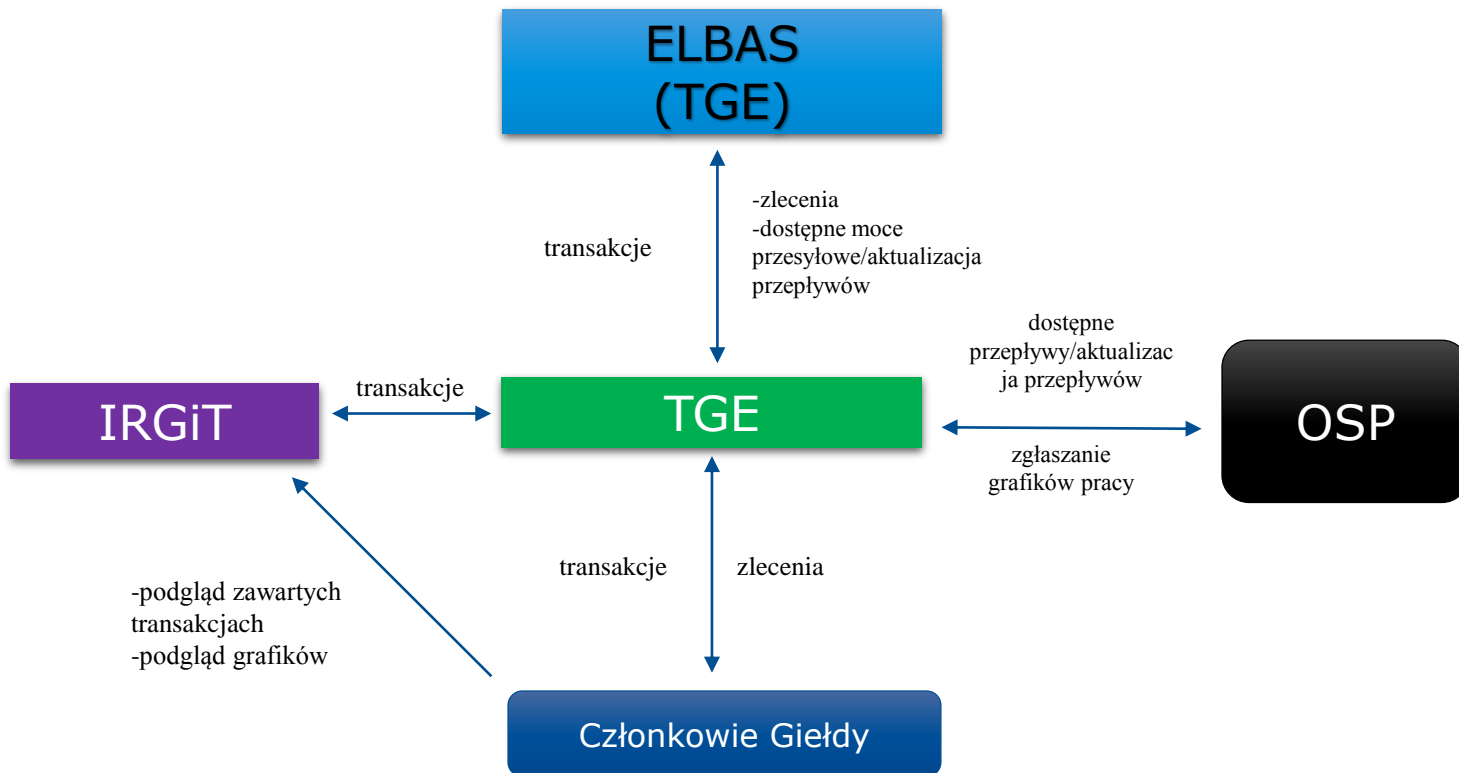 ELBAS
(TGE)
transakcje
-zlecenia
-dostępne moce
przesyłowe/aktualizacja
przepływów
dostępne
przepływy/aktualizac
ja przepływów
IRGiT
transakcje
TGE
OSP
zgłaszanie
grafików pracy
transakcje
zlecenia
-podgląd zawartych
transakcjach
-podgląd grafików
Członkowie Giełdy